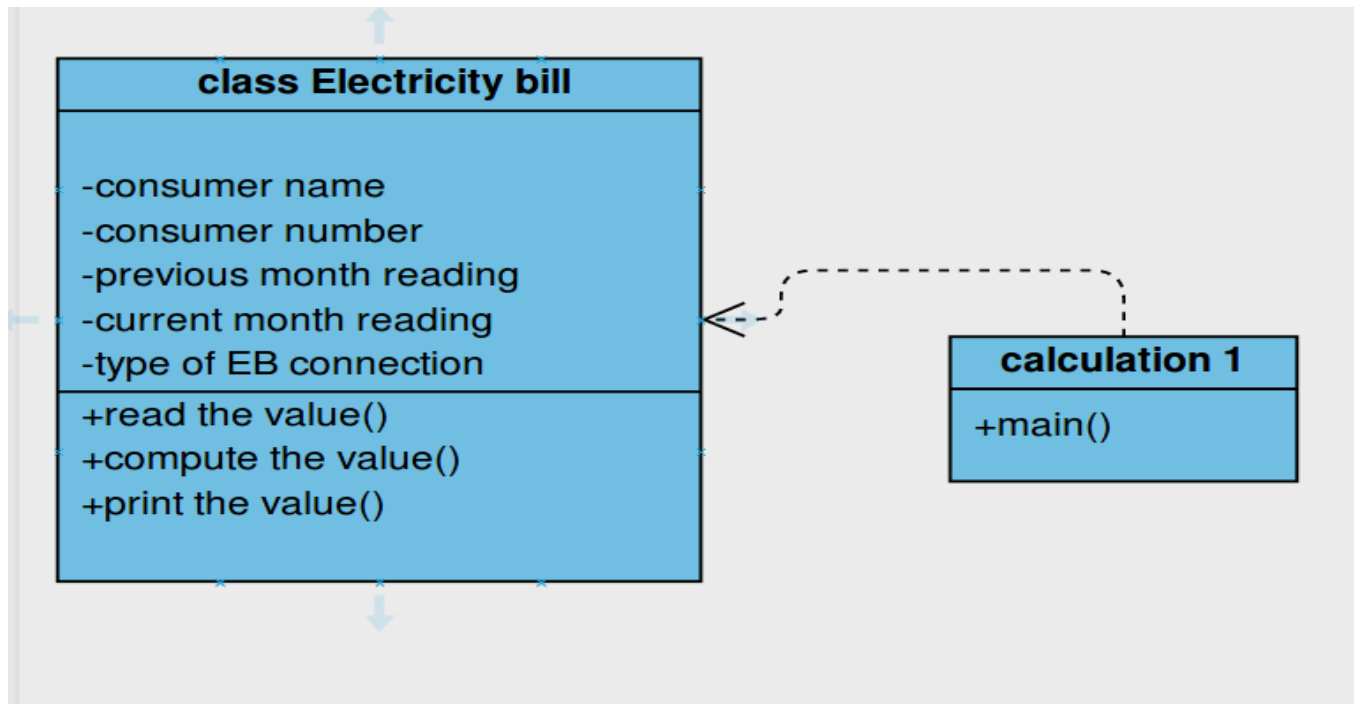 class Electricity bill
-consumer name
-consumer number
-previous month reading
-current month reading
-type of EB connection
+read the value()
+compute the value()
+print the value()
calculation 1
+main()